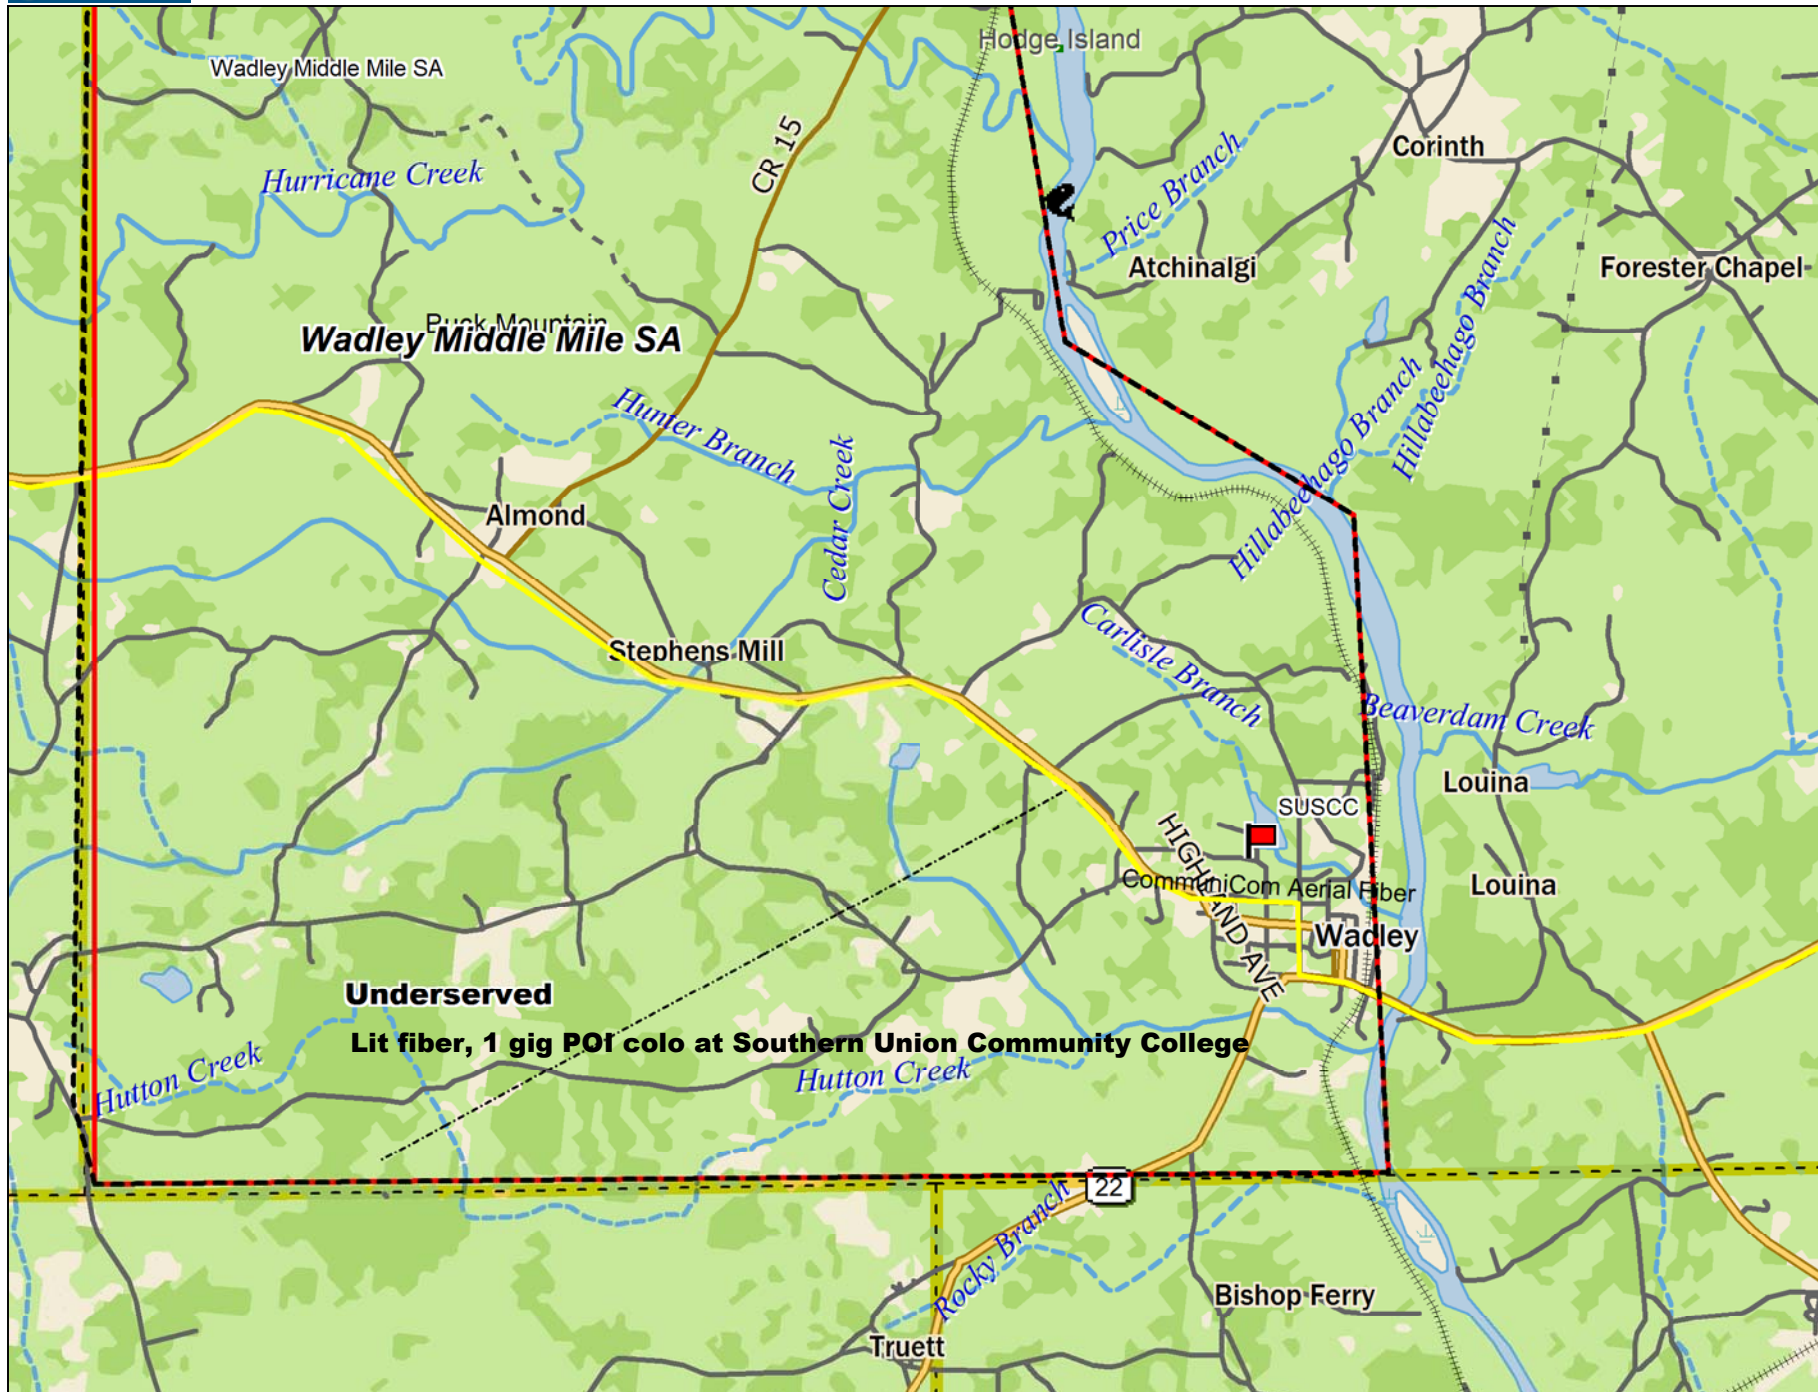 Hodge Island
Wadley Middle Mile SA
CR 15
Corinth
Hurricane Creek
Price Branch
Atchinalgi
Forester Chapel
Hillabeehago Branch
Buck Mountain
Wadley Middle Mile SA
Hillabeehago Branch
Hunter Branch
Cedar Creek
Almond
Stephens Mill
Carlisle Branch
Beaverdam Creek
Louina
SUSCC
HIGHLAND AVE
CommuniCom Aerial Fiber
Louina
Wadley
Underserved
Lit fiber, 1 gig POI colo at Southern Union Community College
Hutton Creek
Hutton Creek
22
Rocky Branch
Bishop Ferry
Truett